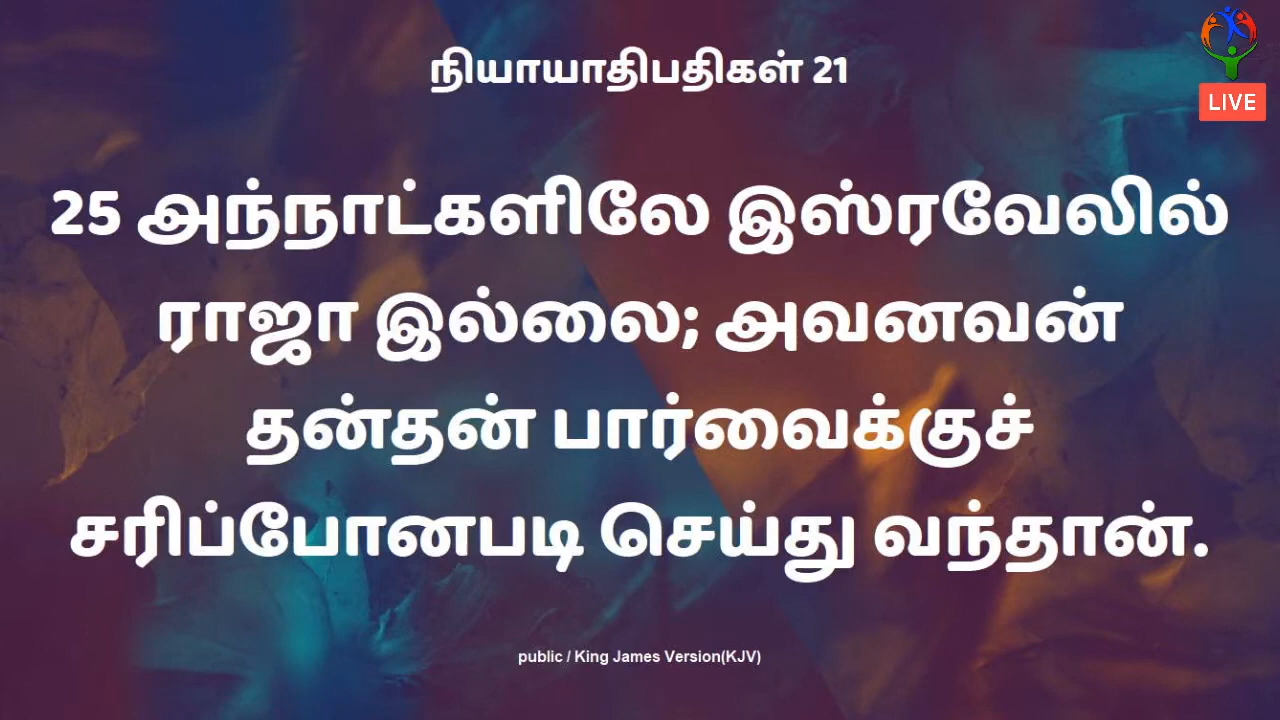 நியாயாதிபதிகள் 21
LIVE
25 அந்நாட்களிலே இஸ்ரவேலில்
ராஜா இல்லை; அவனவன்
தன்தன் பார்வைக்குச்
சரிப்போனபடி செய்து வந்தான்.
public / King James Version(KJV)